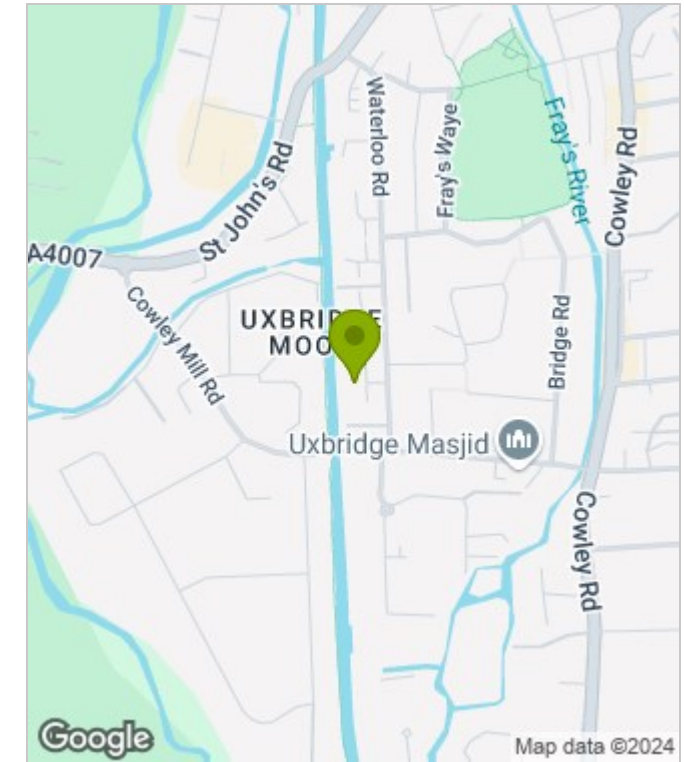 Waterloo Rd
Fray's Waye
Fray's River
Cowley Rd
St John's Rd
A4007
Cowley Mill Rd
UXBRIDGE
MOO
Bridge Rd
Uxbridge Masjid
Cowley Rd
Google
Map data ©2024